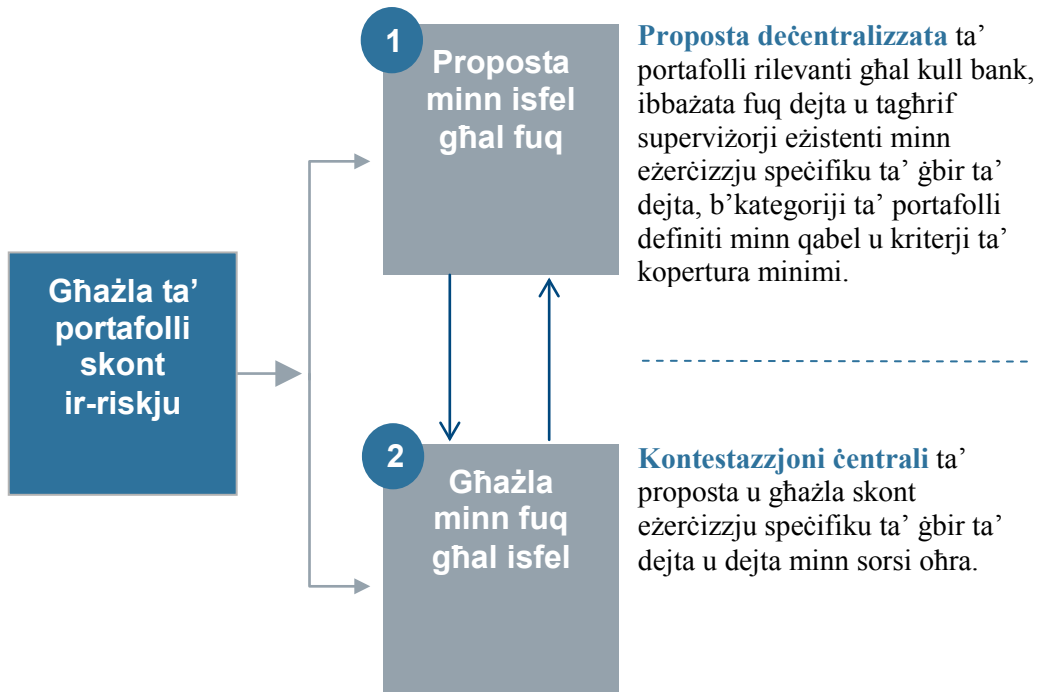 Għażla ta’
portafolli
skont
ir-riskju
1
Proposta
minn isfel
għal fuq
Proposta deċentralizzata ta’
portafolli rilevanti għal kull bank,
ibbażata fuq dejta u tagħrif
superviżorji eżistenti minn
eżerċizzju speċifiku ta’ ġbir ta’
dejta, b’kategoriji ta’ portafolli
definiti minn qabel u kriterji ta’
kopertura minimi.
2
Għażla
minn fuq
għal isfel
Kontestazzjoni ċentrali ta’
proposta u għażla skont
eżerċizzju speċifiku ta’ ġbir ta’
dejta u dejta minn sorsi oħra.